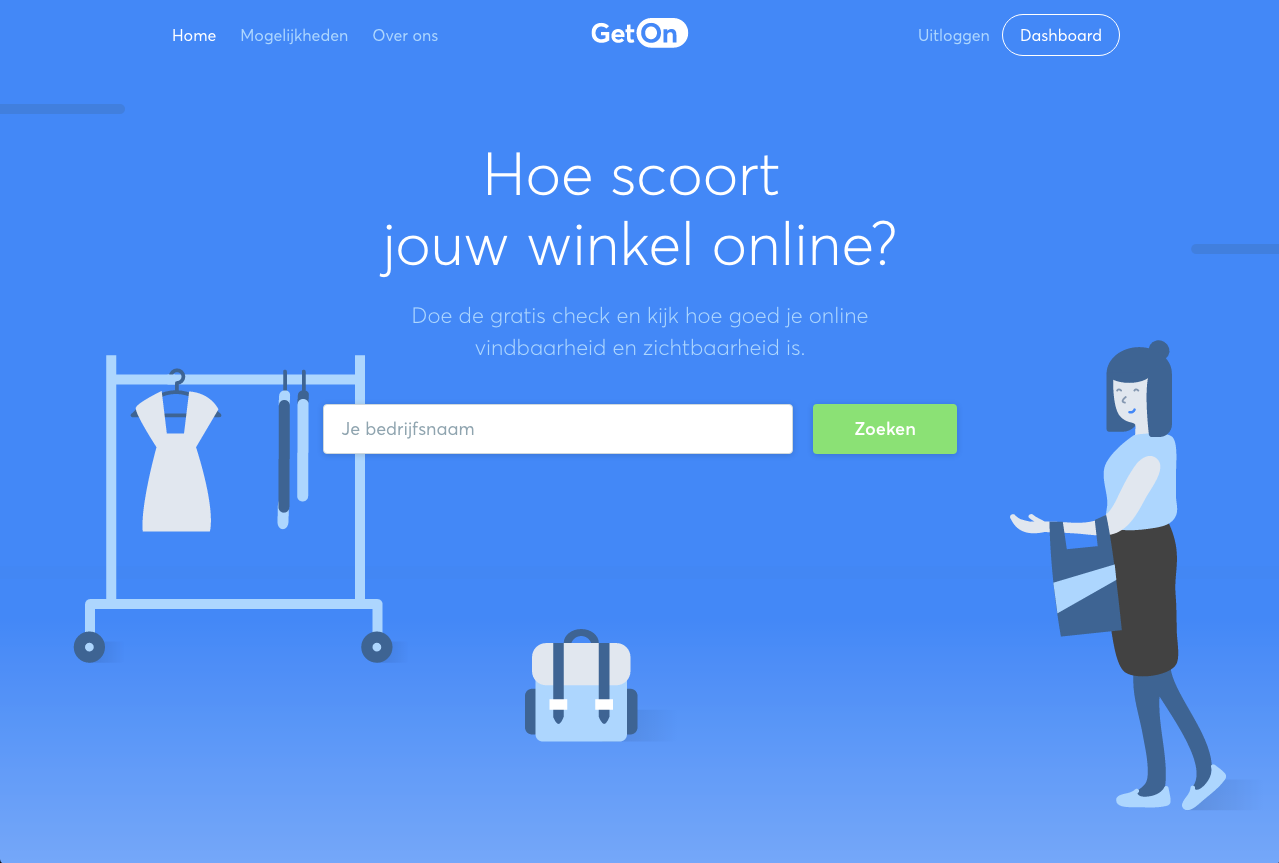 Home Mogelijkheden Over ons GetOn Uitloggen Dashboard
Hoe scoort
jouw winkel online?
Doe de gratis check en kijk hoe goed je online
vindbaarheid en zichtbaarheid is.
Je bedrijfsnaam Zoeken